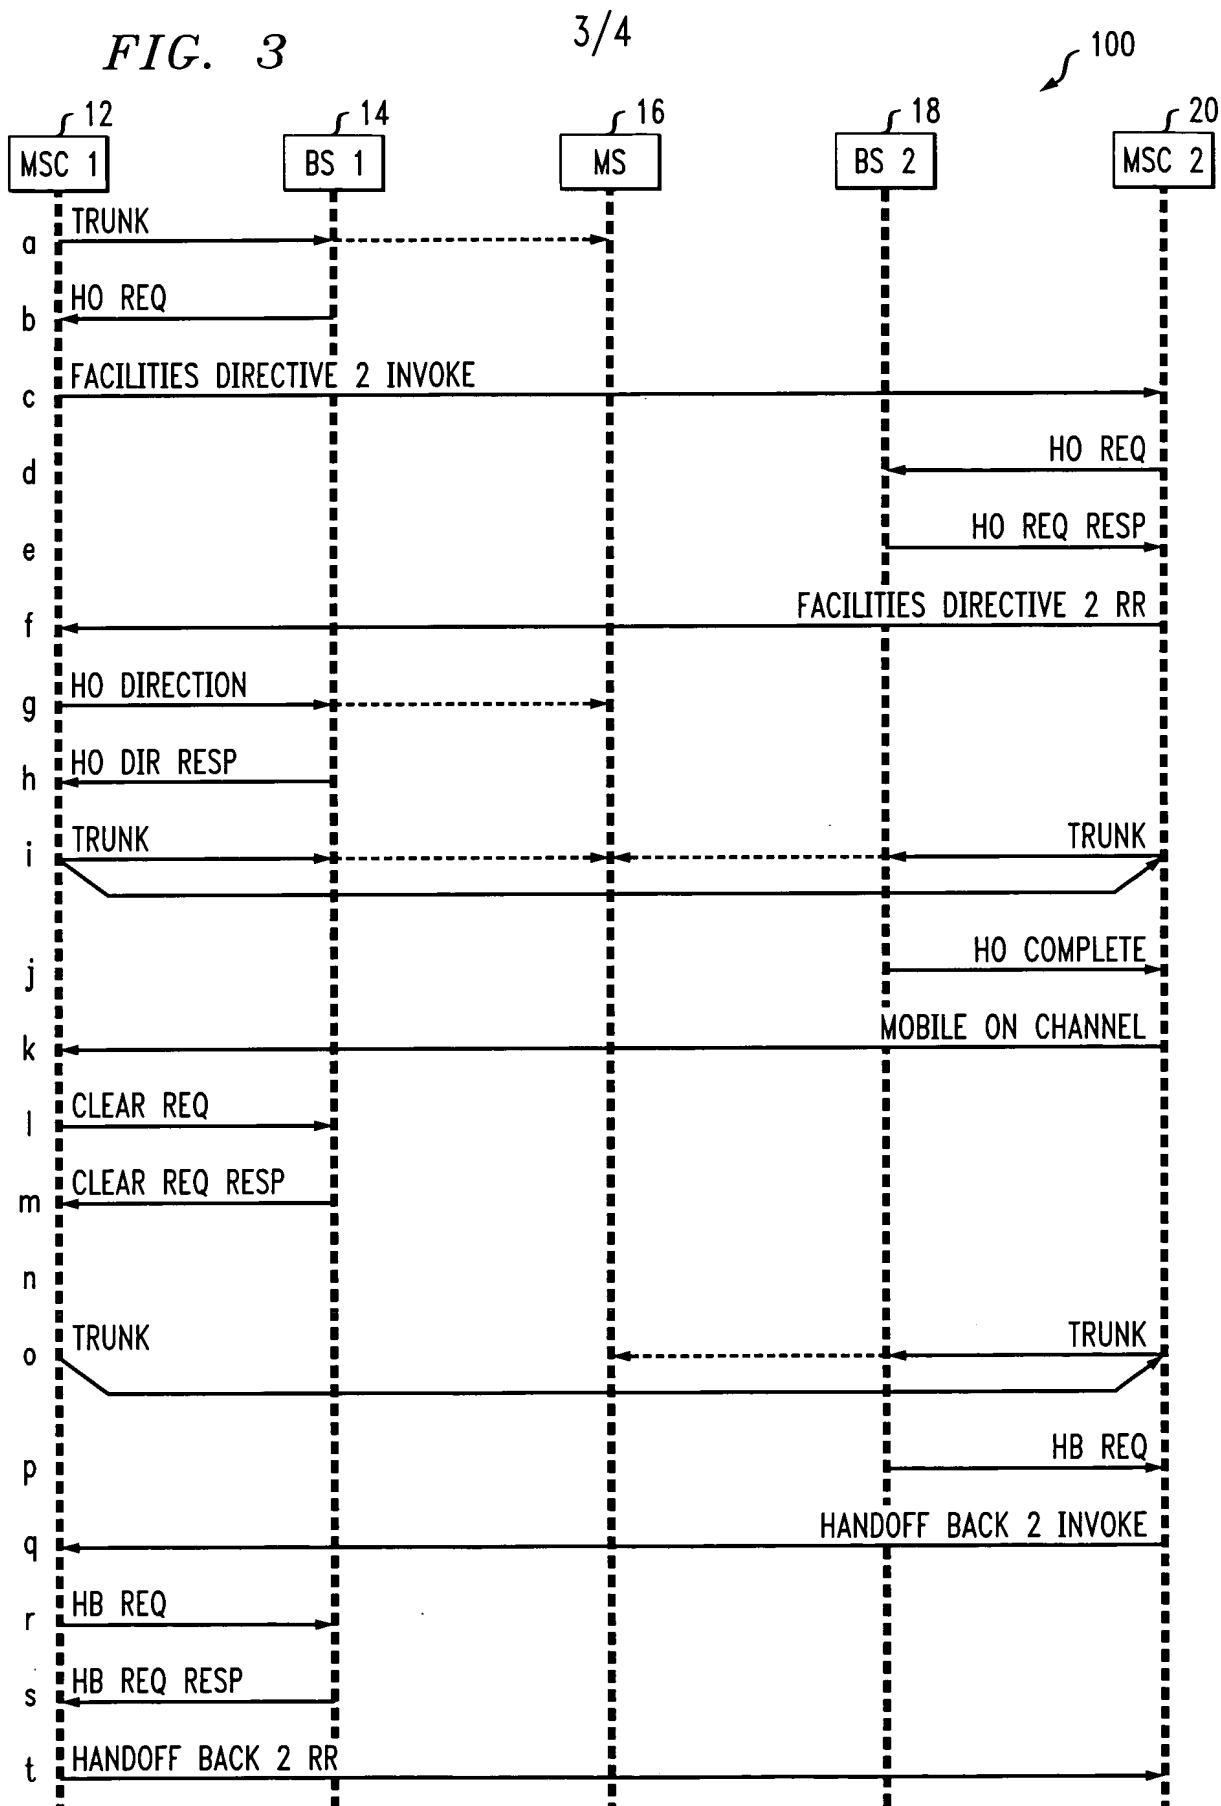 FIG. 3
3/4
100
12
14
16
18
20
MSC 1
BS 1
MS
BS 2
MSC 2
a TRUNK
b HO REQ
c FACILITIES DIRECTIVE 2 INVOKE
d HO REQ
e HO REQ RESP
f FACILITIES DIRECTIVE 2 RR
g HO DIRECTION
h HO DIR RESP
i TRUNK TRUNK
j HO COMPLETE
k MOBILE ON CHANNEL
l CLEAR REQ
m CLEAR REQ RESP
n
o TRUNK TRUNK
p HB REQ
q HANDOFF BACK 2 INVOKE
r HB REQ
s HB REQ RESP
t HANDOFF BACK 2 RR